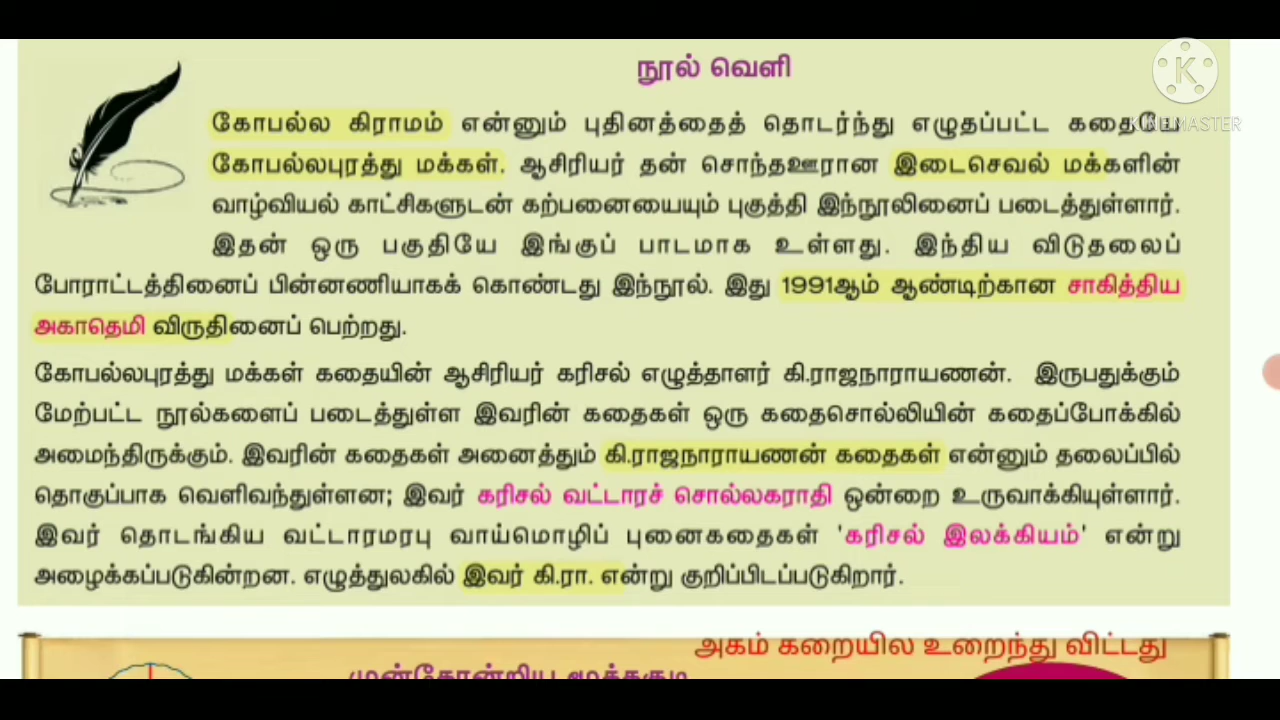 நூல் வெளி
கோபல்ல கிராமம் என்னும் புதினத்தைத் தொடர்ந்து எழுதப்பட்ட
KINEMASTER
கோபல்லபுரத்து மக்கள். ஆசிரியர் தன் சொந்தஊரான இடைசெவல் மக்களின்
வாழ்வியல் காட்சிகளுடன் கற்பனையையும் புகுத்தி இந்நூலினைப் படைத்துள்ளார்.
இதன் ஒரு பகுதியே இங்குப் பாடமாக உள்ளது. இந்திய விடுதலைப்
போராட்டத்தினைப் பின்னணியாகக் கொண்டது இந்நூல். இது 1991ஆம் ஆண்டிற்கான சாகித்திய
அகாதெமி விருதினைப் பெற்றது.
கோபல்லபுரத்து மக்கள் கதையின் ஆசிரியர் கரிசல் எழுத்தாளர் கி.ராஜநாராயணன். இருபதுக்கும்
மேற்பட்ட நூல்களைப் படைத்துள்ள இவரின் கதைகள் ஒரு கதைசொல்லியின் கதைப்போக்கில்
அமைந்திருக்கும். இவரின் கதைகள் அனைத்தும் கி.ராஜநாராயணன் கதைகள் என்னும் தலைப்பில்
தொகுப்பாக வெளிவந்துள்ளன; இவர் கரிசல் வட்டாரச் சொல்லகராதி ஒன்றை உருவாக்கியுள்ளார்.
இவர் தொடங்கிய வட்டாரமரபு வாய்மொழிப் புனைகதைகள் 'கரிசல் இலக்கியம்' என்று
அழைக்கப்படுகின்றன. எழுத்துலகில் இவர் கி.ரா. என்று குறிப்பிடப்படுகிறார்.
அகம் கறையில உறைந்து விட்டது